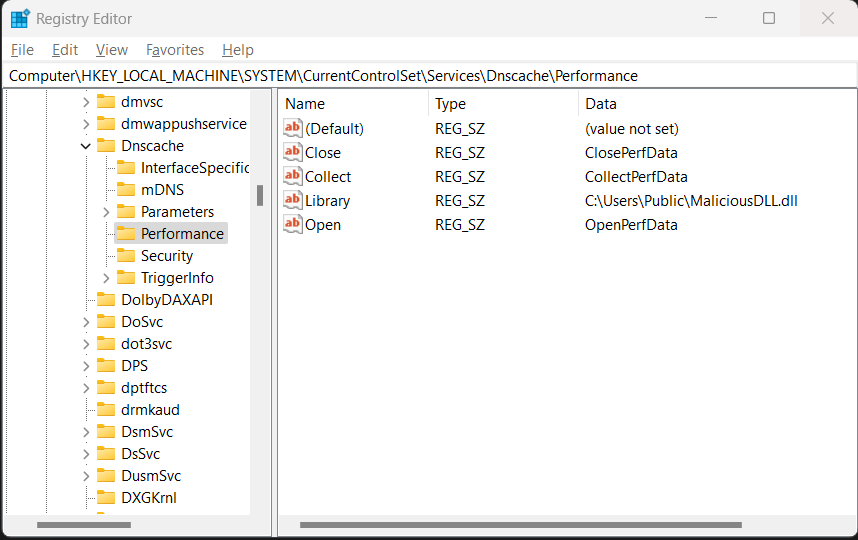 Registry Editor
File Edit View Favorites Help
Computer\HKEY_LOCAL_MACHINE\SYSTEM\CurrentControlSet\Services\Dnscache\Performance
dmvsc
dmwappushservice
Dnscache
InterfaceSpecific
mDNS
Parameters
Performance
Security
TriggerInfo
DolbyDAXAPI
DoSvc
dot3svc
DPS
dptftcs
drmkaud
DsmSvc
DsSvc
DusmSvc
DXGKrnl
Name Type Data
(Default) REG_SZ (value not set)
Close REG_SZ ClosePerfData
Collect REG_SZ CollectPerfData
Library REG_SZ C:\Users\Public\MaliciousDLL.dll
Open REG_SZ OpenPerfData